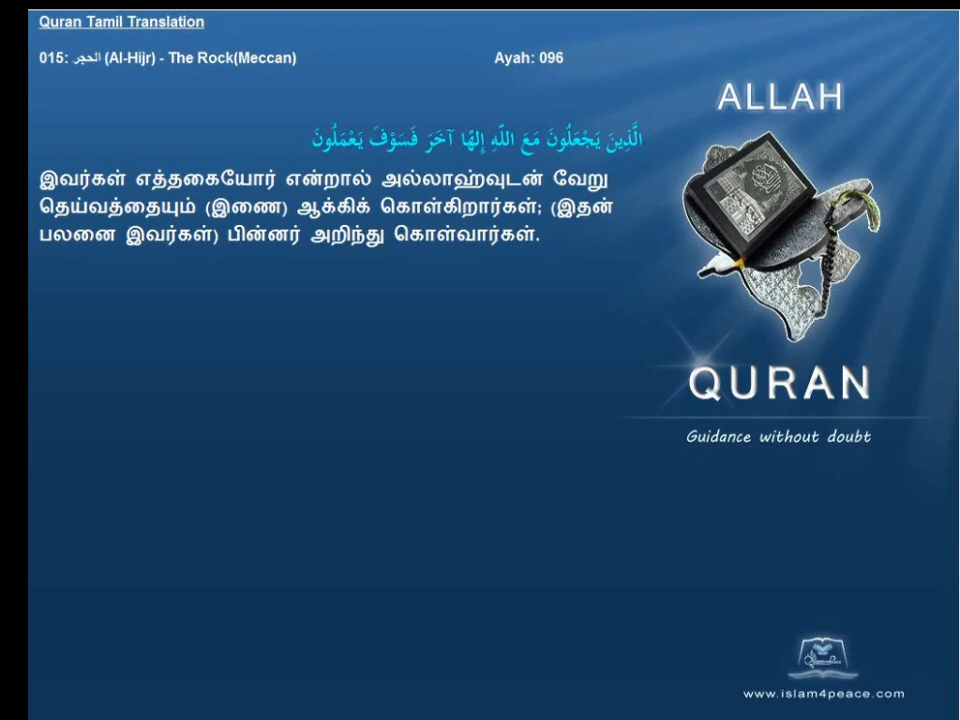 Quran Tamil Translation
015: الحجر (Al-Hijr) - The Rock(Meccan) Ayah: 096
ALLAH
الَّذِينَ يَجْعَلُونَ مَعَ اللَّهِ إِلَهًا آخَرَ فَسَوْفَ يَعْمَلُونَ
இவர்கள் எத்தகையோர் என்றால் அல்லாஹ்வுடன் வேறு
தெய்வத்தையும் (இணை) ஆக்கிக் கொள்கிறார்கள்; (இதன்
பலனை இவர்கள்) பின்னர் அறிந்து கொள்வார்கள்.
QURAN
Guidance without doubt
www.islam4peace.com